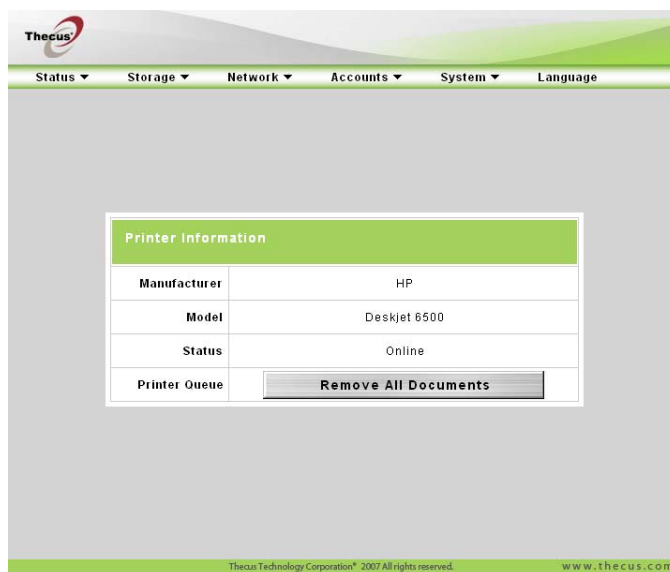 Thecus
Status ▼ Storage ▼ Network ▼ Accounts ▼ System ▼ Language
Printer Information
Manufacturer HP
Model Deskjet 6500
Status Online
Printer Queue Remove All Documents
Thecus Technology Corporation® 2007 All rights reserved. www.thecus.com